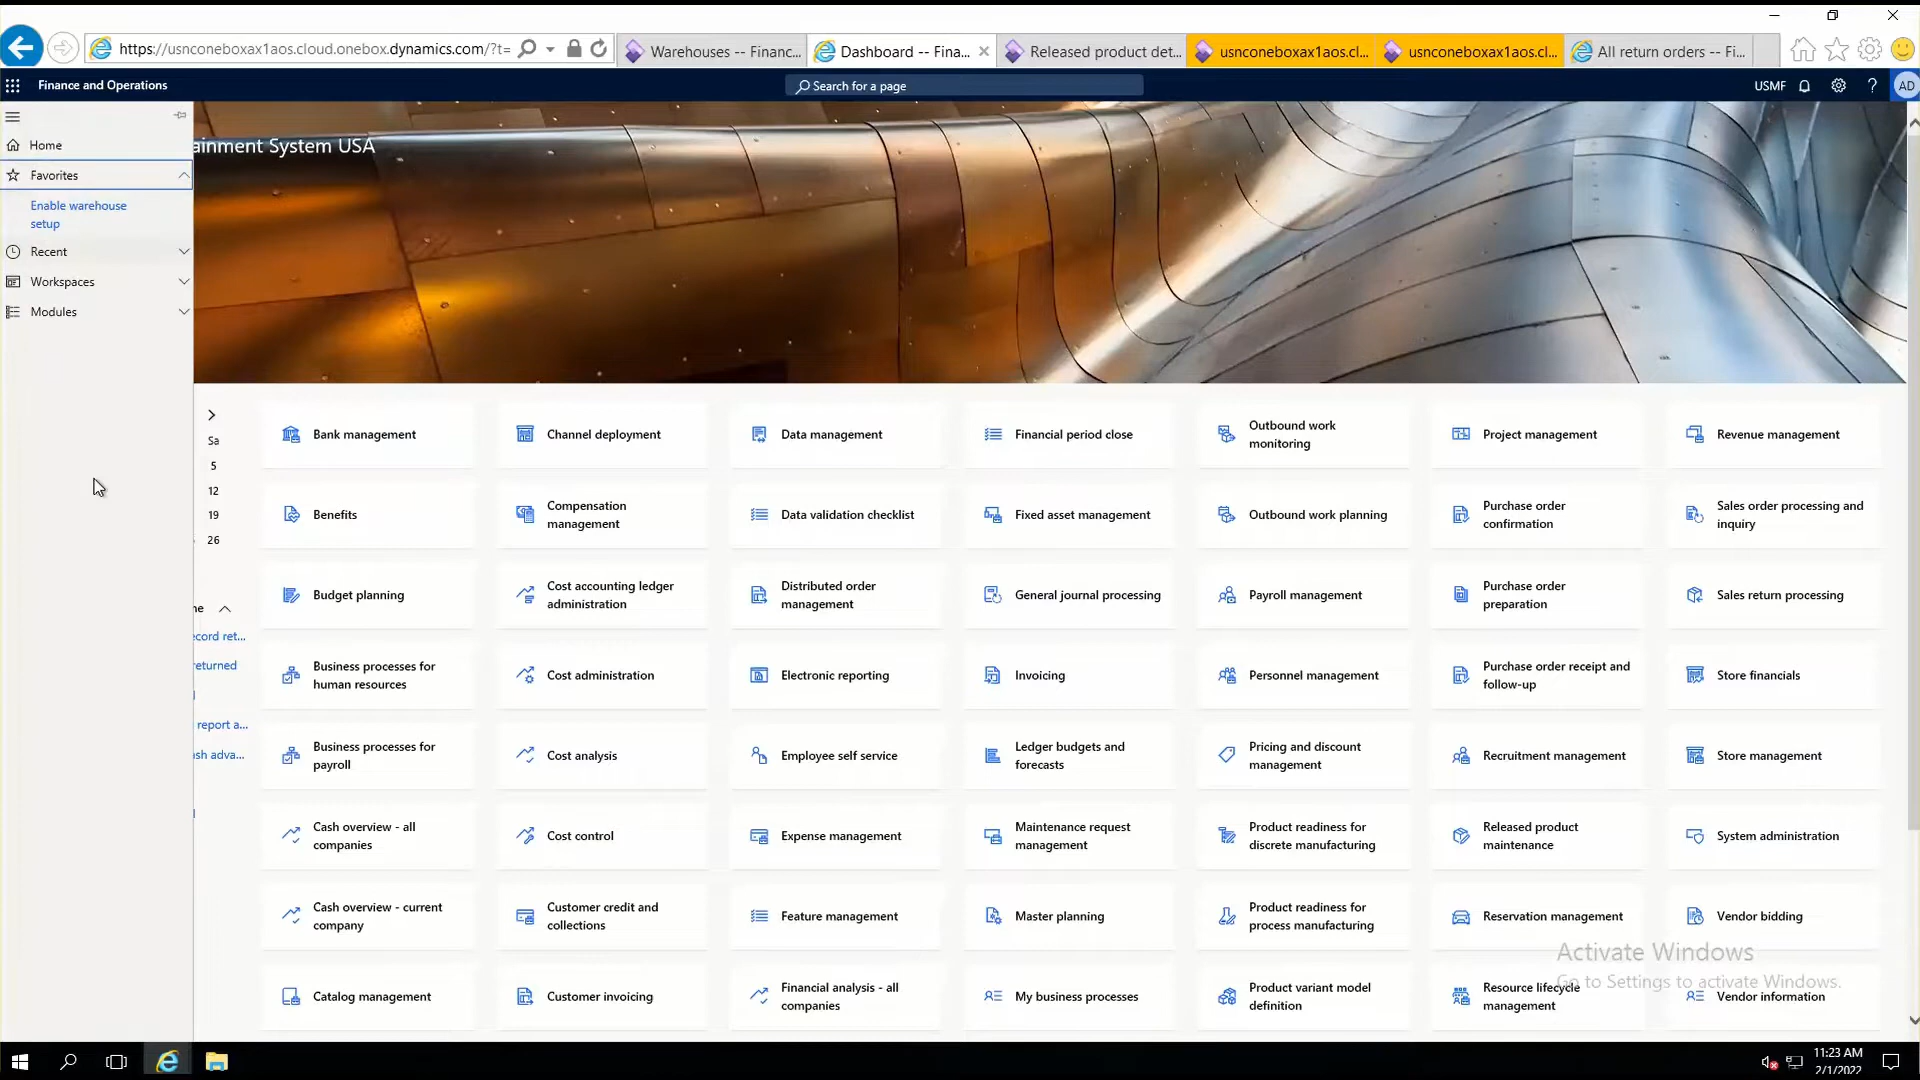 https://usnconeboxax1aos.cloud.onebox.dynamics.com/?t=
Warehouses -- Financ...
Dashboard -- Fina...
Released product det...
usnconeboxax1aos.cl...
usnconeboxax1aos.cl...
All return orders -- Fi...
Finance and Operations
Search for a page
USMF
?
AD
Home
Favorites
Enable warehouse
setup
Recent
Workspaces
Modules
ainment System USA
Sa
5
12
19
26
ne
ecord ret...
returned
report a...
ash adva...
Bank management
Channel deployment
Data management
Financial period close
Outbound work
monitoring
Project management
Revenue management
Benefits
Compensation
management
Data validation checklist
Fixed asset management
Outbound work planning
Purchase order
confirmation
Sales order processing and
inquiry
Budget planning
Cost accounting ledger
administration
Distributed order
management
General journal processing
Payroll management
Purchase order
preparation
Sales return processing
Business processes for
human resources
Cost administration
Electronic reporting
Invoicing
Personnel management
Purchase order receipt and
follow-up
Store financials
Business processes for
payroll
Cost analysis
Employee self service
Ledger budgets and
forecasts
Pricing and discount
management
Recruitment management
Store management
Cash overview - all
companies
Cost control
Expense management
Maintenance request
management
Product readiness for
discrete manufacturing
Released product
maintenance
System administration
Cash overview - current
company
Customer credit and
collections
Feature management
Master planning
Product readiness for
process manufacturing
Reservation management
Vendor bidding
Catalog management
Customer invoicing
Financial analysis - all
companies
My business processes
Product variant model
definition
Resource lifecycle
management
Vendor information
Activate Windows
Go to Settings to activate Windows.
11:23 AM
2/1/2022